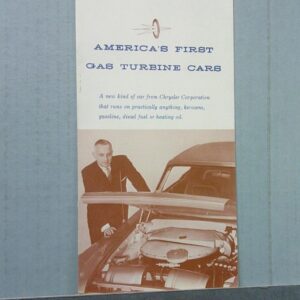 AMERICA'S FIRST
GAS TURBINE CARS
A new kind of car from Chrysler Corporation
that runs on practically anything, kerosene,
gasoline, diesel fuel or heating oil.